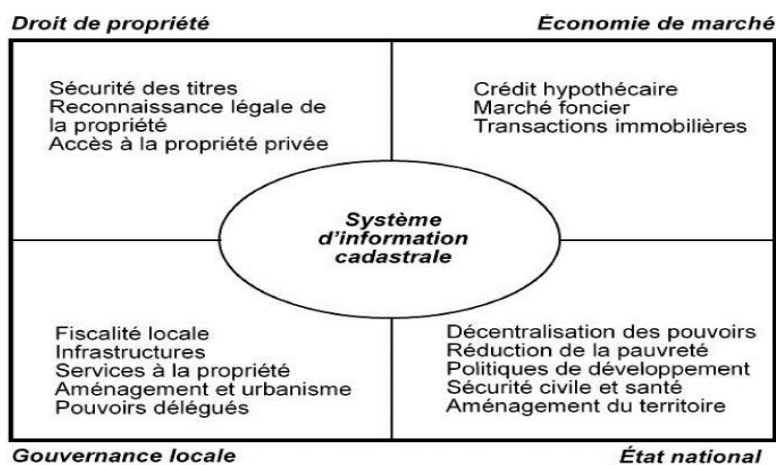 Droit de propriété
Économie de marché
Sécurité des titres
Reconnaissance légale de
la propriété
Accès à la propriété privée
Crédit hypothécaire
Marché foncier
Transactions immobilières
Système
d'information
cadastrale
Fiscalité locale
Infrastructures
Services à la propriété
Aménagement et urbanisme
Pouvoirs délégués
Décentralisation des pouvoirs
Réduction de la pauvreté
Politiques de développement
Sécurité civile et santé
Aménagement du territoire
Gouvernance locale
État national